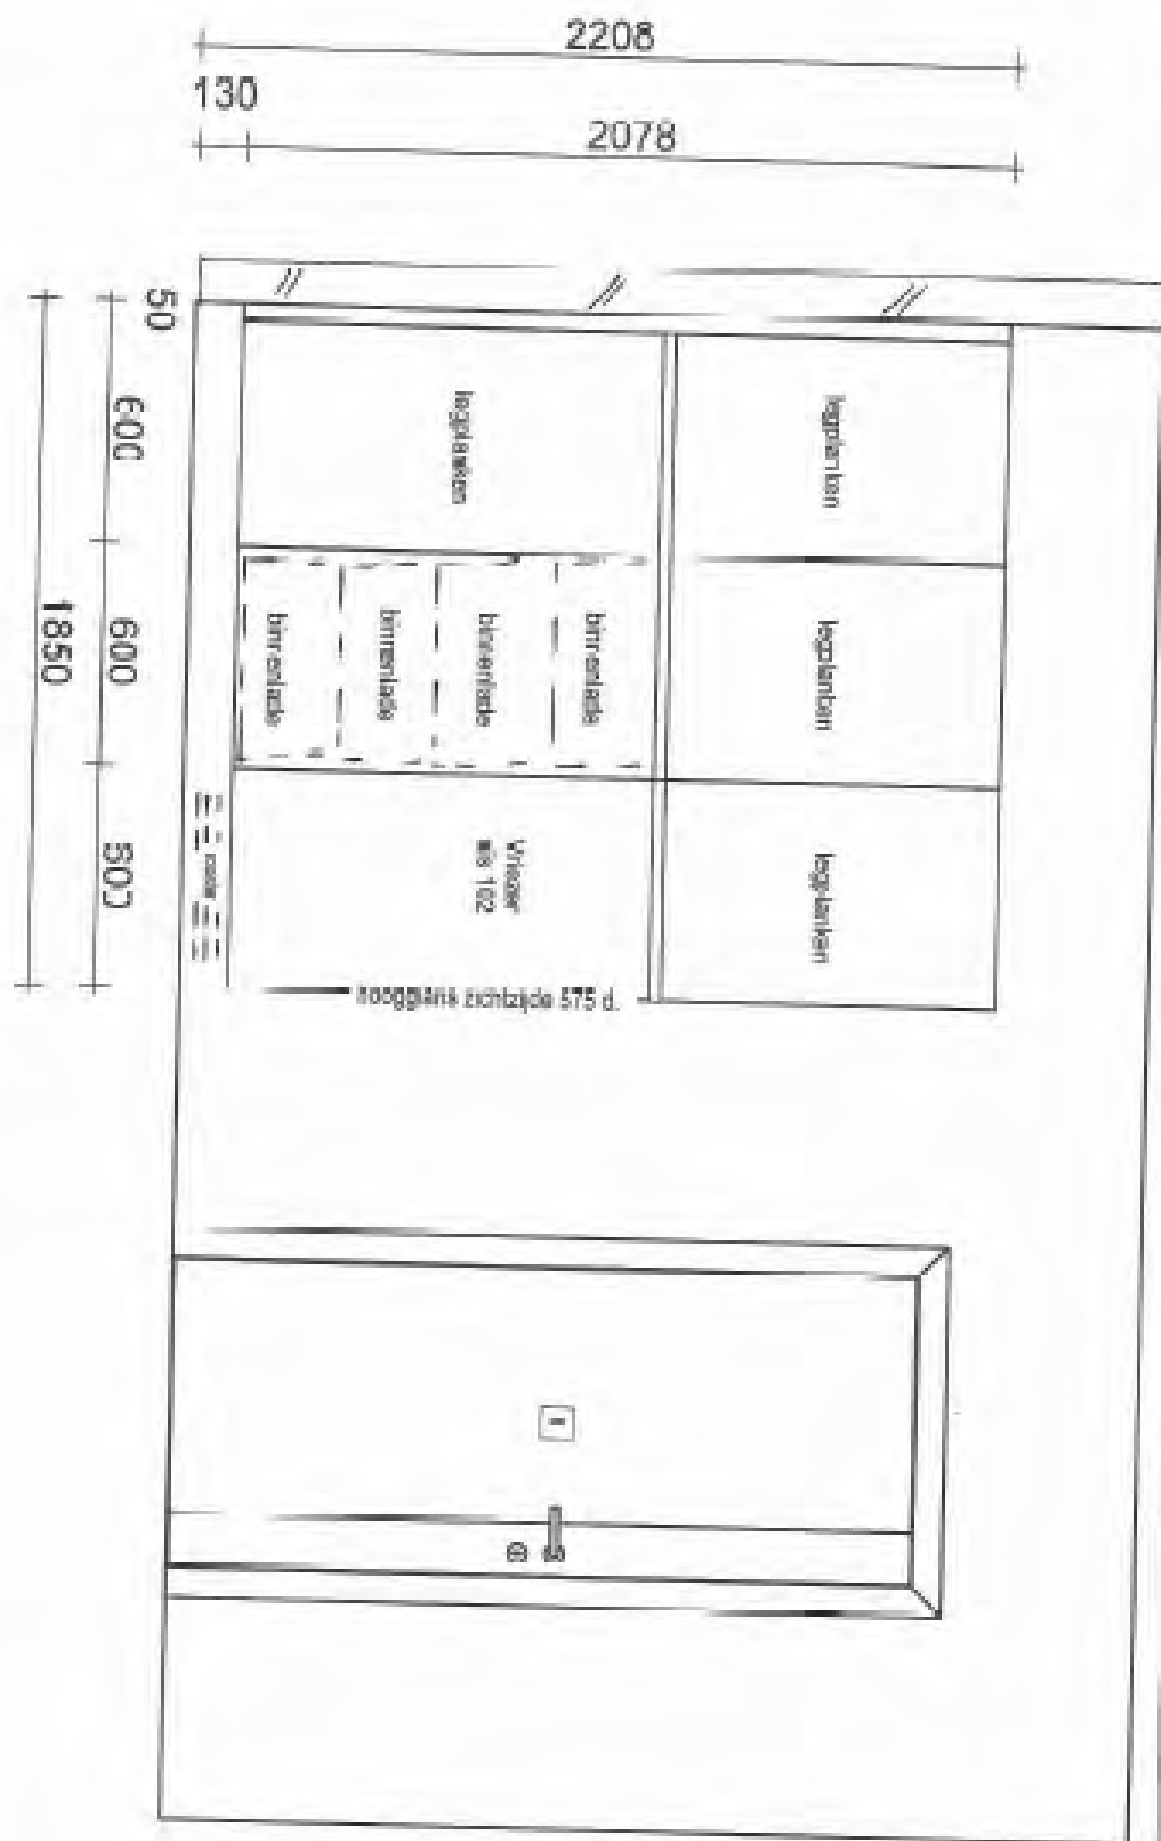 2208
130
2078
50
600
600
600
1850
legplanken
legplanken
binnenlade
binnenlade
binnenlade
binnenlade
legplanken
Vriezer
legplanken
hoogglans zichtzijde 575 d.